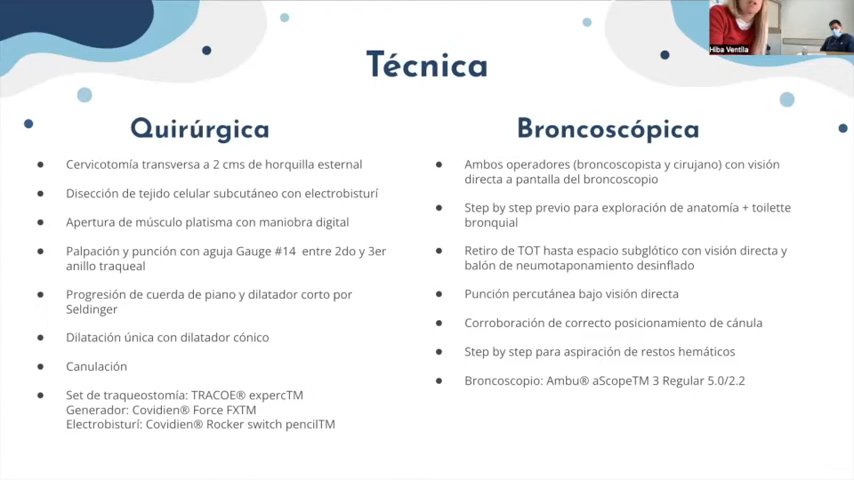 Hiba Ventila
Técnica
Quirúrgica
Cervicotomía transversa a 2 cms de horquilla esternal
Disección de tejido celular subcutáneo con electrobisturí
Apertura de músculo platisma con maniobra digital
Palpación y punción con aguja Gauge #14 entre 2do y 3er
anillo traqueal
Progresión de cuerda de piano y dilatador corto por
Seldinger
Dilatación única con dilatador cónico
Canulación
Set de traqueostomía: TRACOE® expercTM
Generador: Covidien® Force FXTM
Electrobisturí: Covidien® Rocker switch pencilTM
Broncoscópica
Ambos operadores (broncoscopista y cirujano) con visión
directa a pantalla del broncoscopio
Step by step previo para exploración de anatomía + toilette
bronquial
Retiro de TOT hasta espacio subglótico con visión directa y
balón de neumotaponamiento desinflado
Punción percutánea bajo visión directa
Corroboración de correcto posicionamiento de cánula
Step by step para aspiración de restos hemáticos
Broncoscopio: Ambu® aScopeTM 3 Regular 5.0/2.2